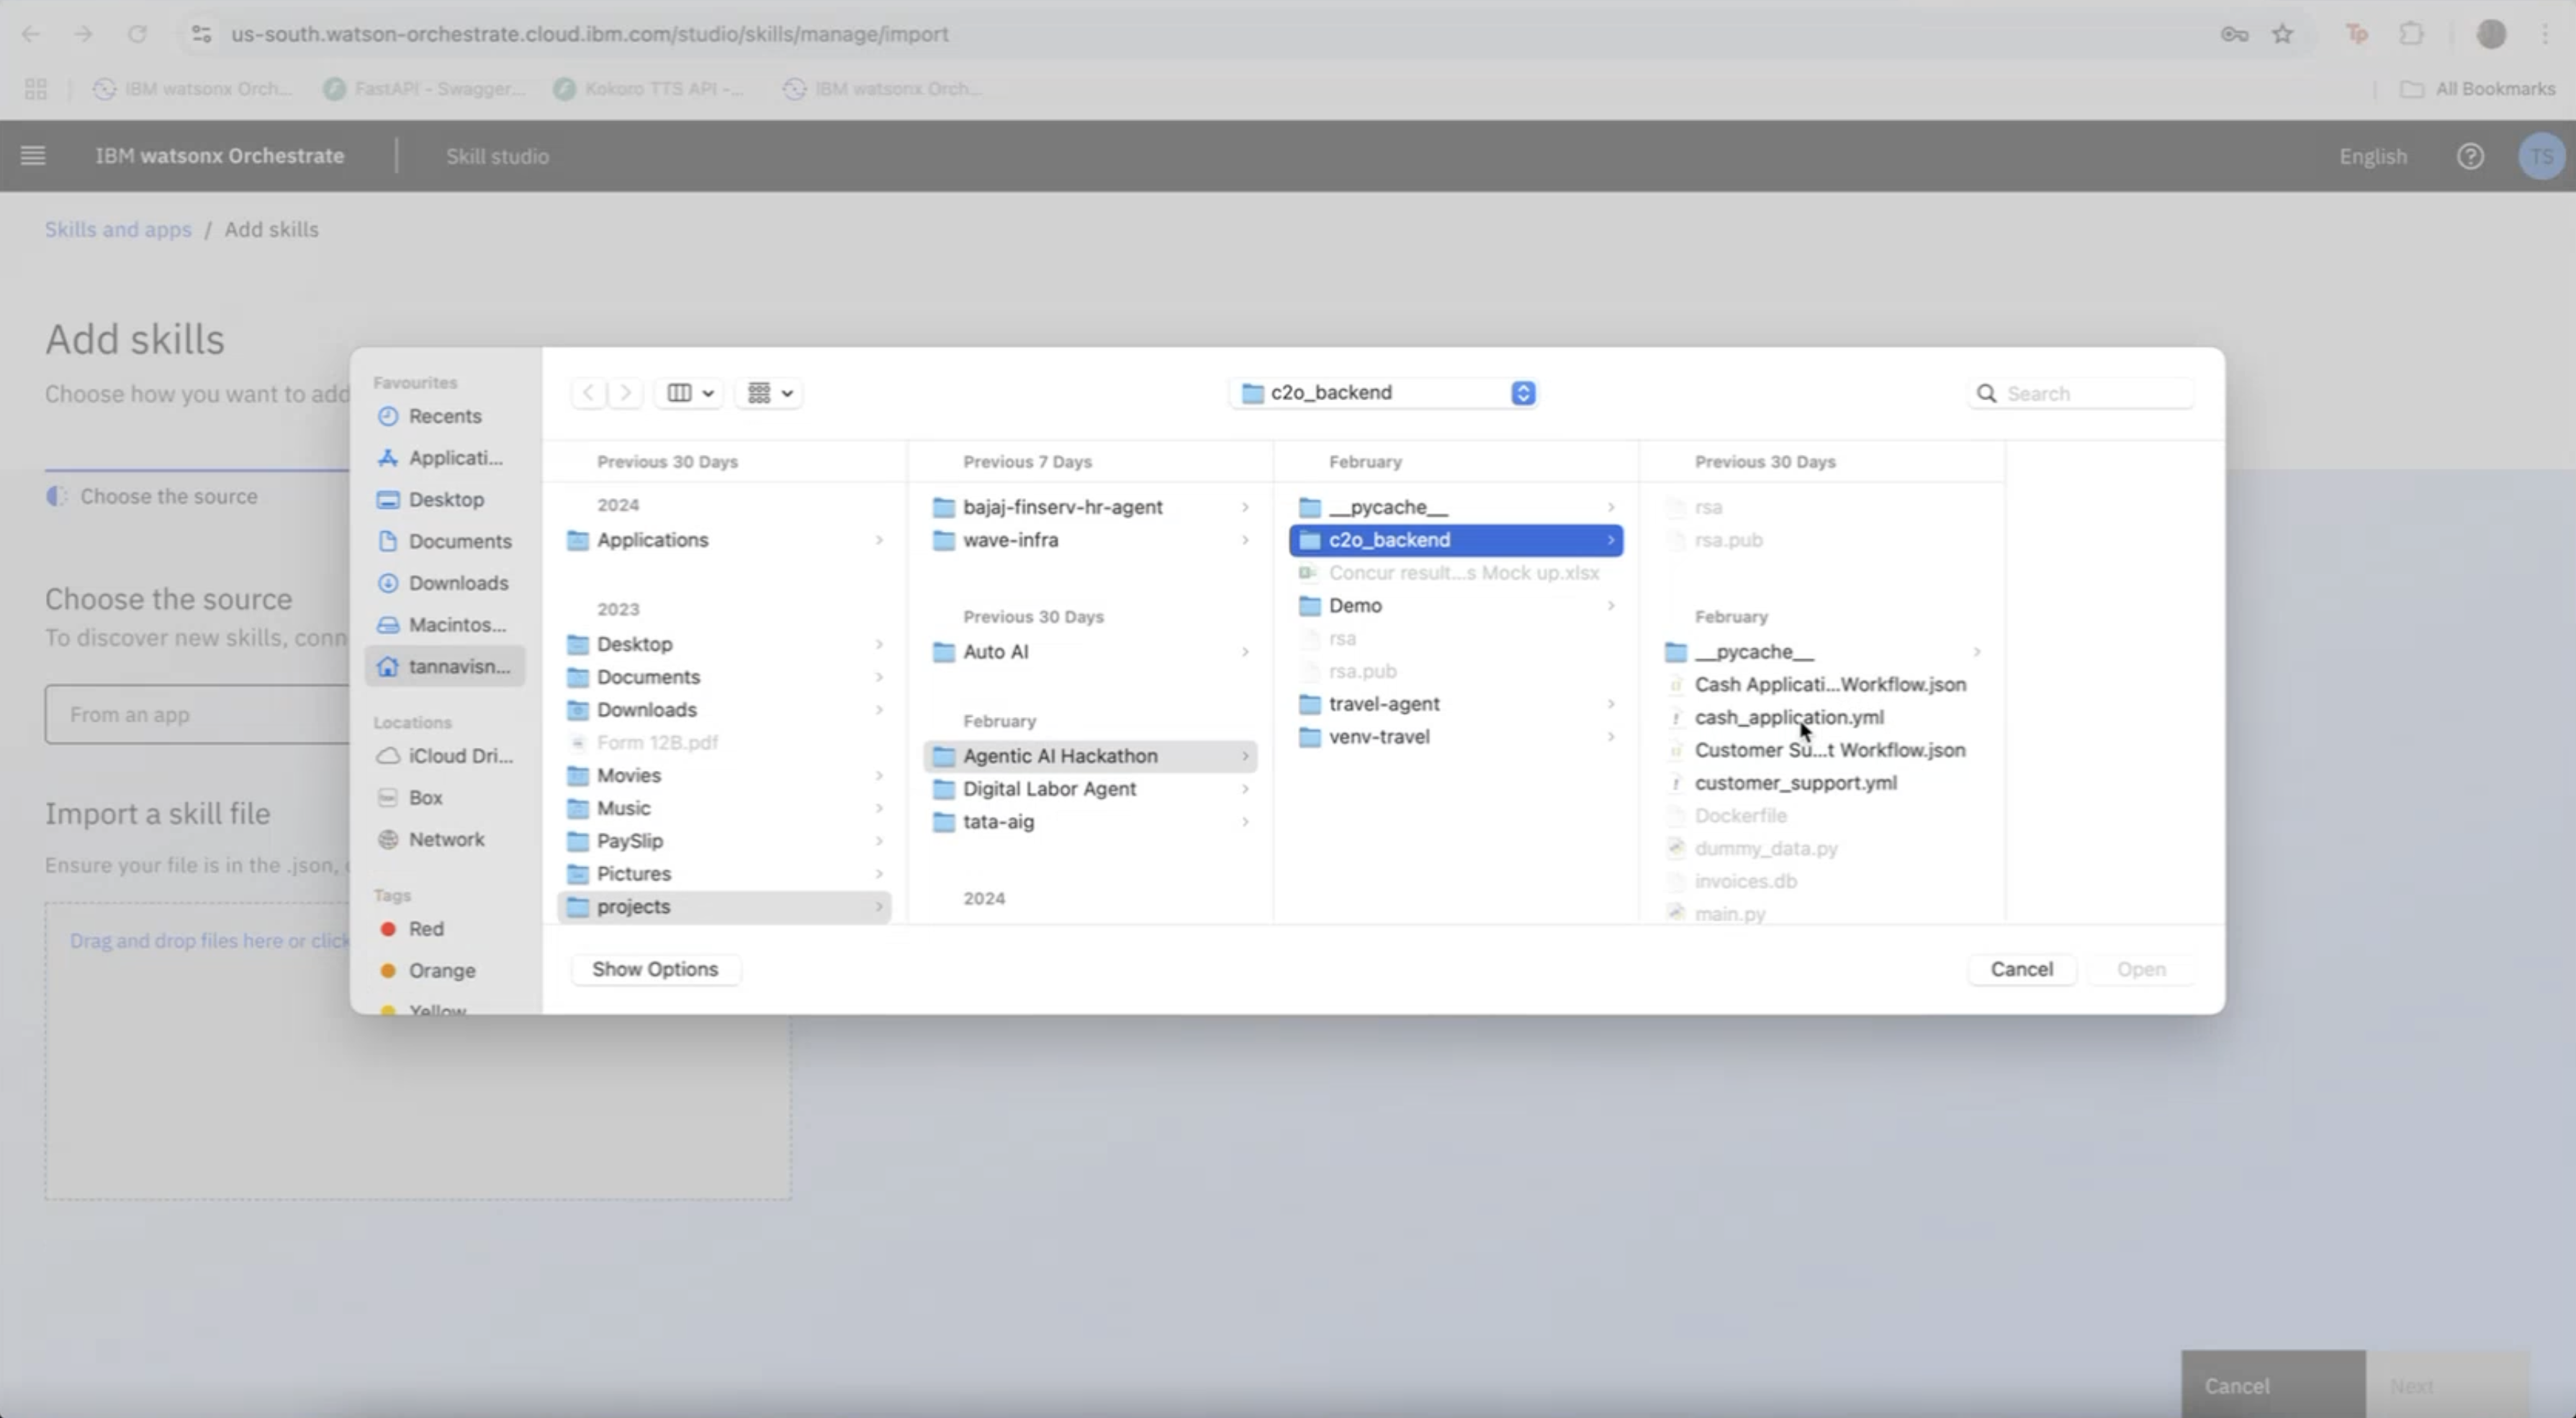 us-south.watson-orchestrate.cloud.ibm.com/studio/skills/manage/import
Tp
IBM watsonx Orch...
FastAPI - Swagger...
Kokoro TTS API -...
IBM watsonx Orch...
All Bookmarks
IBM watsonx Orchestrate
Skill studio
English
TS
Skills and apps / Add skills
Add skills
Choose how you want to add
Choose the source
Choose the source
To discover new skills, conn
From an app
Import a skill file
Ensure your file is in the .json,
Drag and drop files here or click
Favourites
Recents
Applicati...
Desktop
Documents
Downloads
Macintos...
tannavisn...
Locations
iCloud Dri...
Box
Network
Tags
Red
Orange
Yellow
c2o_backend
Search
Previous 30 Days
2024
Applications
2023
Desktop
Documents
Downloads
Form 12B.pdf
Movies
Music
PaySlip
Pictures
projects
Previous 7 Days
bajaj-finserv-hr-agent
wave-infra
Previous 30 Days
Auto AI
February
Agentic AI Hackathon
Digital Labor Agent
tata-aig
2024
February
__pycache__
c2o_backend
Concur result...s Mock up.xlsx
Demo
rsa
rsa.pub
travel-agent
venv-travel
Previous 30 Days
rsa
rsa.pub
February
__pycache__
Cash Applicati...Workflow.json
cash_application.yml
Customer Su...t Workflow.json
customer_support.yml
Dockerfile
dummy_data.py
invoices.db
main.py
Show Options
Cancel
Open
Cancel
Next